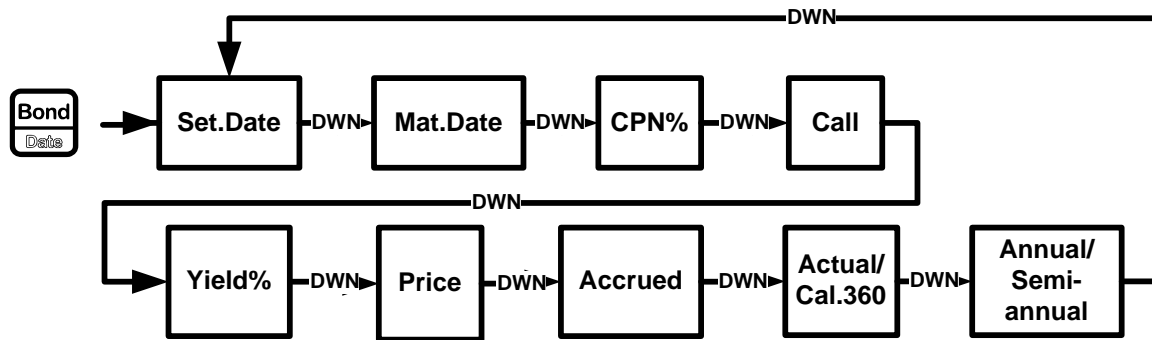 DWN
Bond
Date
Set.Date DWN Mat.Date DWN CPN% DWN Call
DWN
Yield% DWN Price DWN Accrued DWN Actual/
Cal.360 DWN Annual/
Semi-
annual